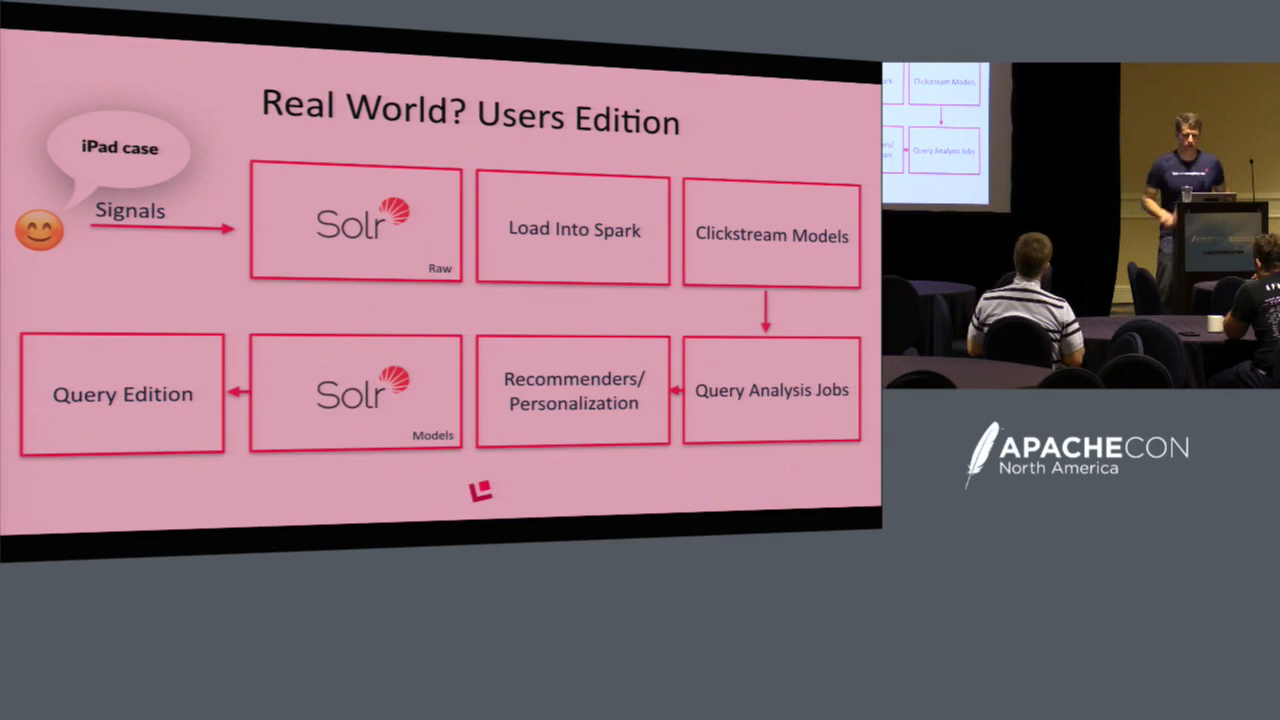 Real World? Users Edition
iPad case
Signals
Solr
Raw
Load Into Spark
Clickstream Models
Query Edition
Solr
Models
Recommenders/
Personalization
Query Analysis Jobs
Clickstream Models
Query Analysis Jobs
APACHECON
North America